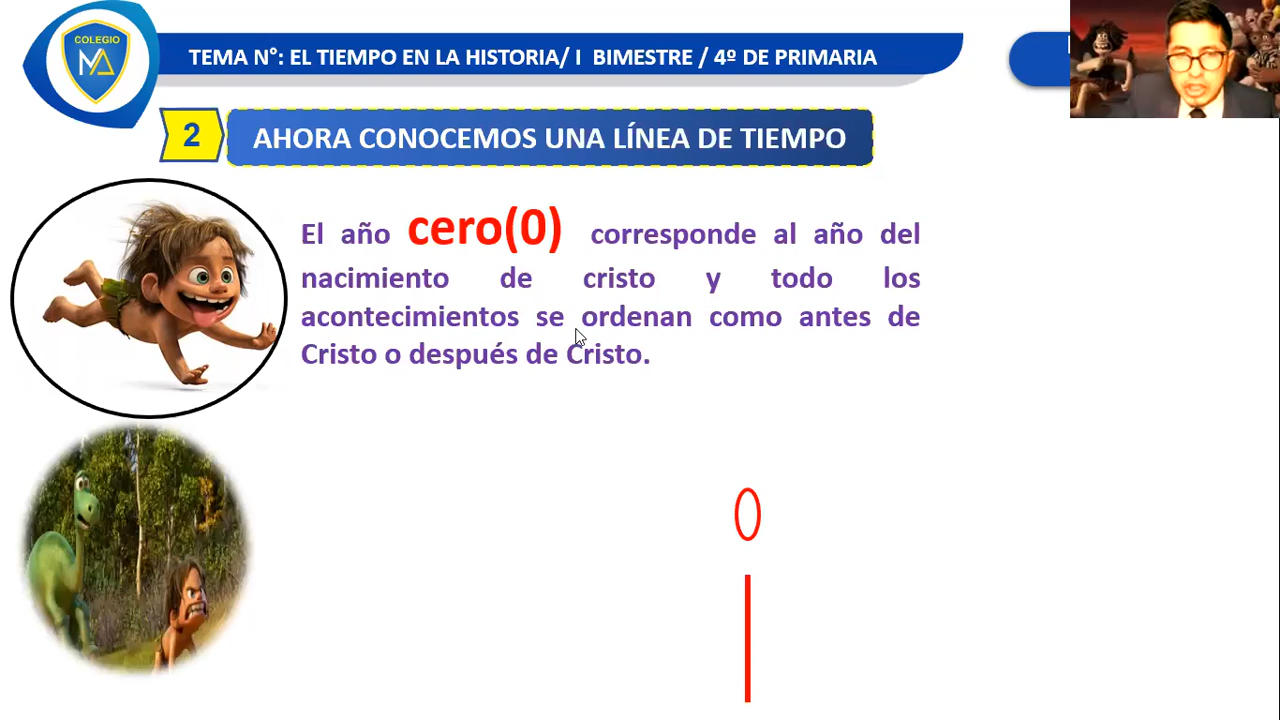 COLEGIO
MA
TEMA N°: EL TIEMPO EN LA HISTORIA/ I BIMESTRE / 4º DE PRIMARIA
2
AHORA CONOCEMOS UNA LÍNEA DE TIEMPO
El año cero(0) corresponde al año del
nacimiento de cristo y todo los
acontecimientos se ordenan como antes de
Cristo o después de Cristo.
0